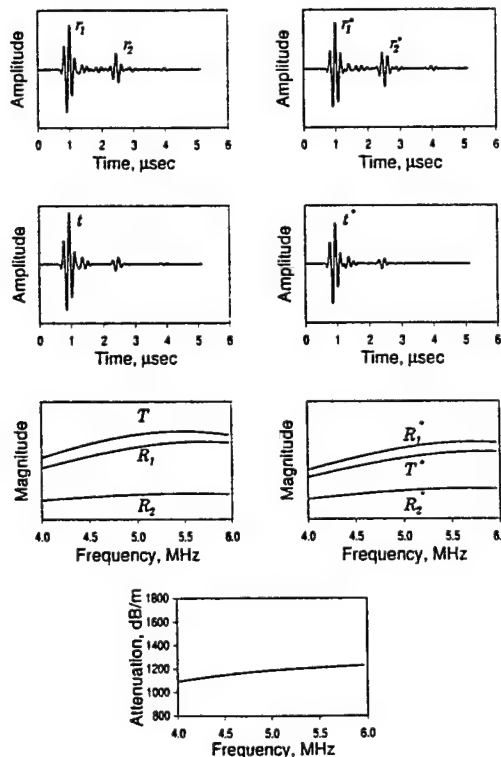 r₁ r₂
Amplitude
0 1 2 3 4 5 6
Time, μsec
r₁* r₂*
Amplitude
0 1 2 3 4 5 6
Time, μsec
t
Amplitude
0 1 2 3 4 5 6
Time, μsec
t*
Amplitude
0 1 2 3 4 5 6
Time, μsec
T
R₁
R₂
Magnitude
4.0 4.5 5.0 5.5 6.0
Frequency, MHz
R₁*
T*
R₂*
Magnitude
4.0 4.5 5.0 5.5 6.0
Frequency, MHz
Attenuation, dB/m
1800
1600
1400
1200
1000
800
4.0 4.5 5.0 5.5 6.0
Frequency, MHz